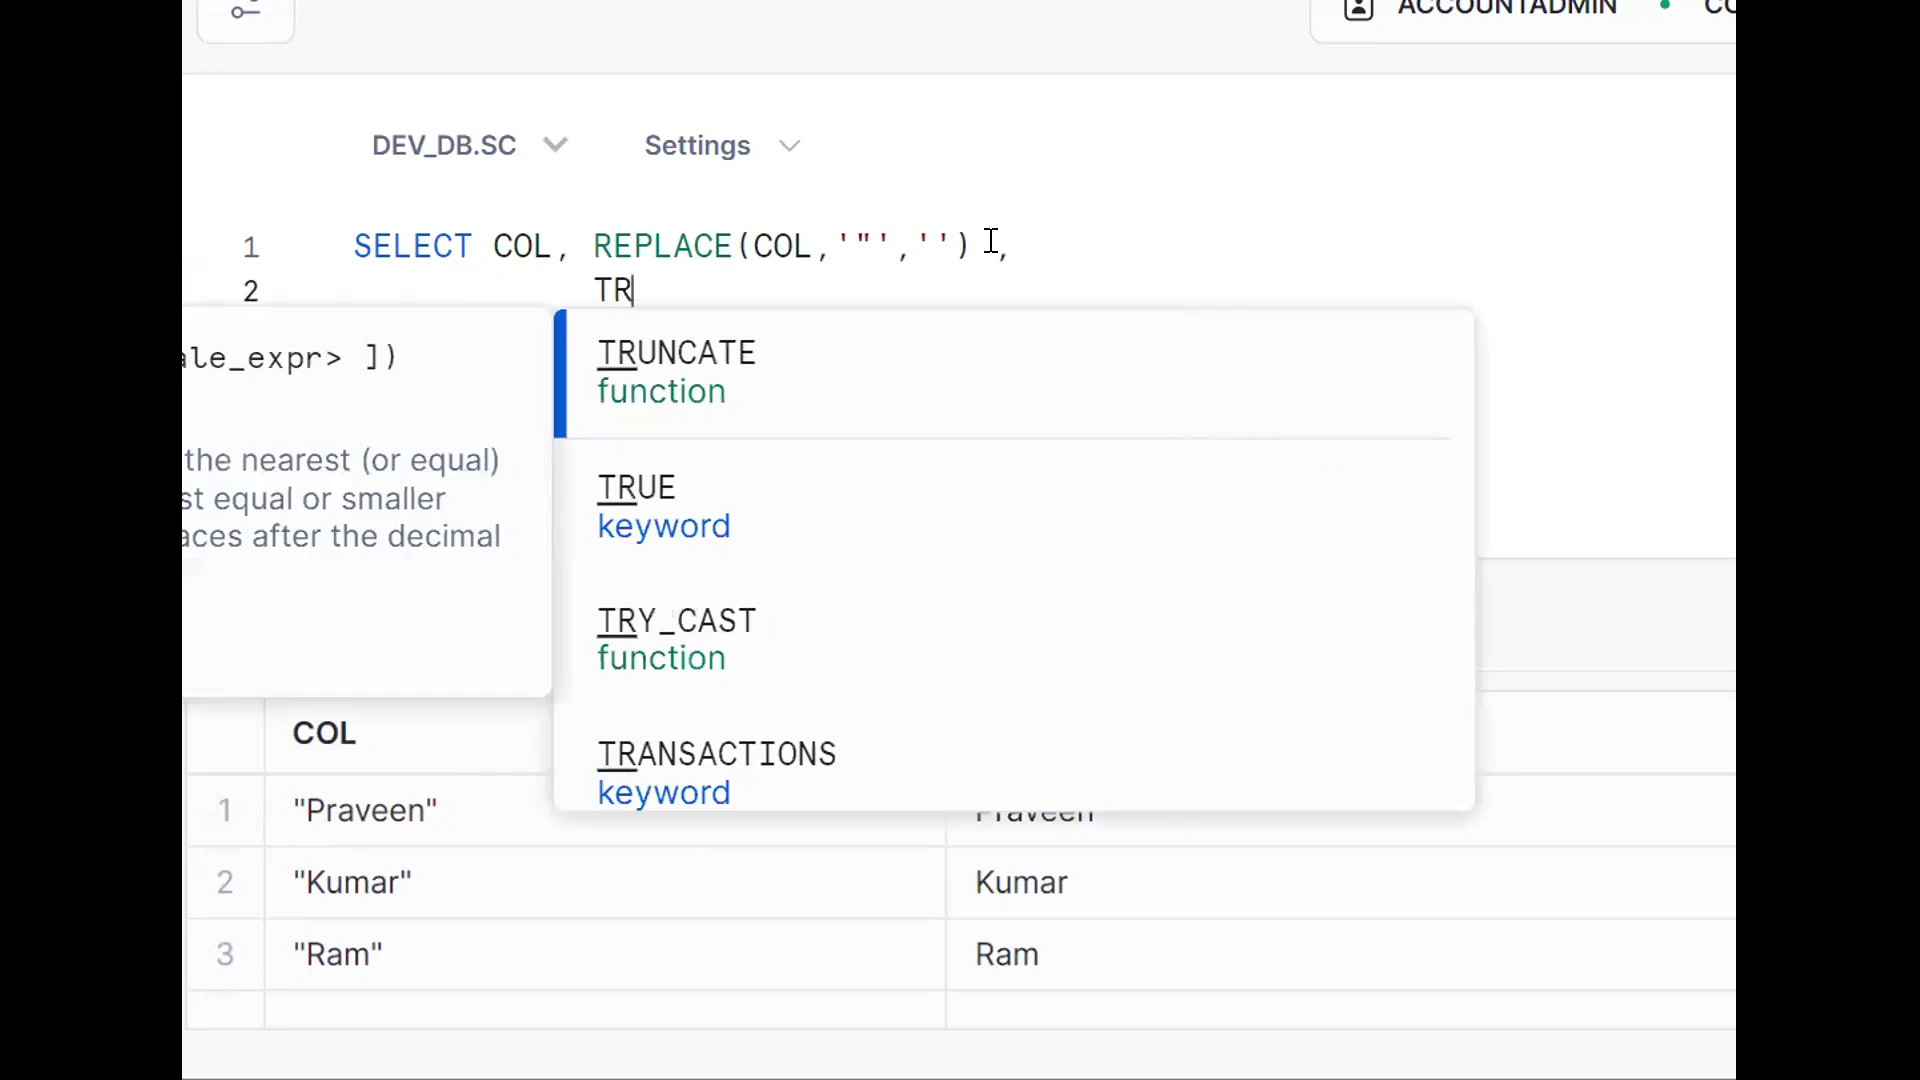 ACCOUNTADMIN
DEV_DB.SC Settings
1 SELECT COL, REPLACE(COL,'"','') ,
2 TR
ale_expr> ])
the nearest (or equal)
st equal or smaller
aces after the decimal
TRUNCATE
function
TRUE
keyword
TRY_CAST
function
TRANSACTIONS
keyword
COL
1 "Praveen" Praveen
2 "Kumar" Kumar
3 "Ram" Ram